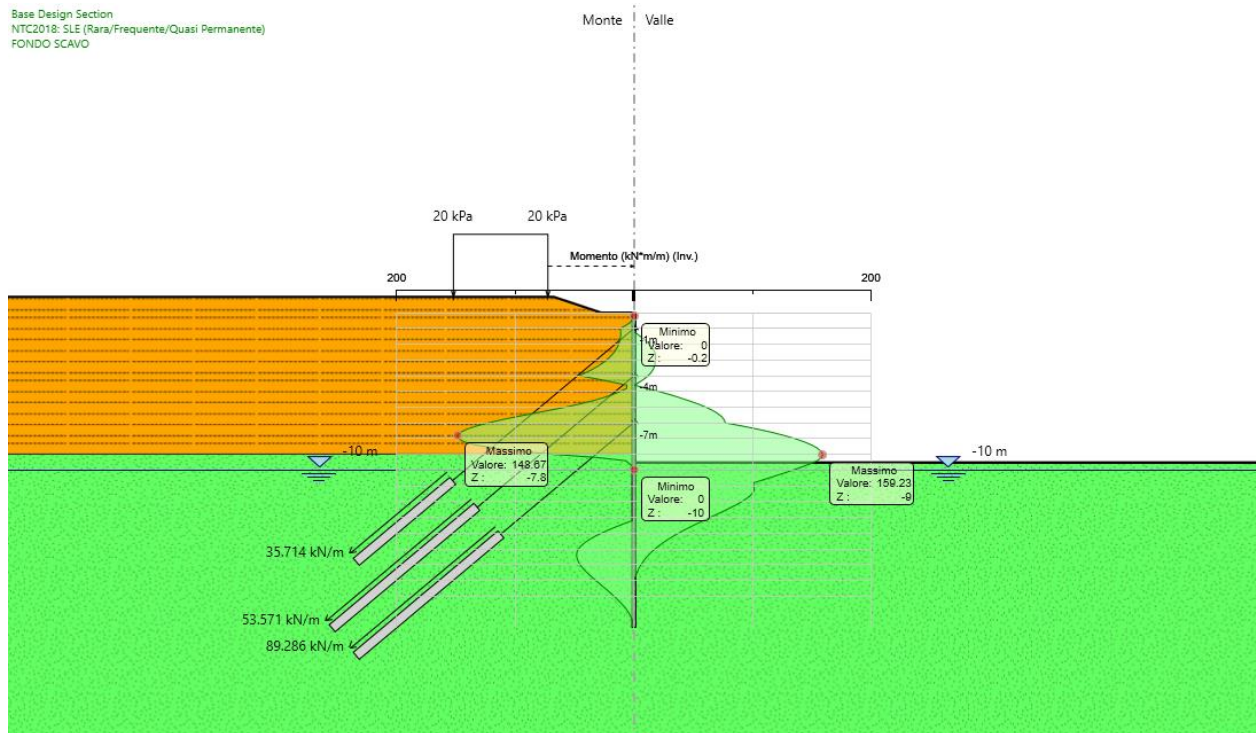 Base Design Section
NTC2018: SLE (Rara/Frequente/Quasi Permanente)
FONDO SCAVO
Monte
Valle
20 kPa
20 kPa
Momento (kN*m/m) (Inv.)
200
200
Minimo
Valore: 0
Z : -0.2
-1m
-4m
-7m
-10 m
Massimo
Valore: 148.67
Z : -7.8
-10 m
Massimo
Valore: 159.23
Z : -9
Minimo
Valore: 0
Z : -10
35.714 kN/m
53.571 kN/m
89.286 kN/m